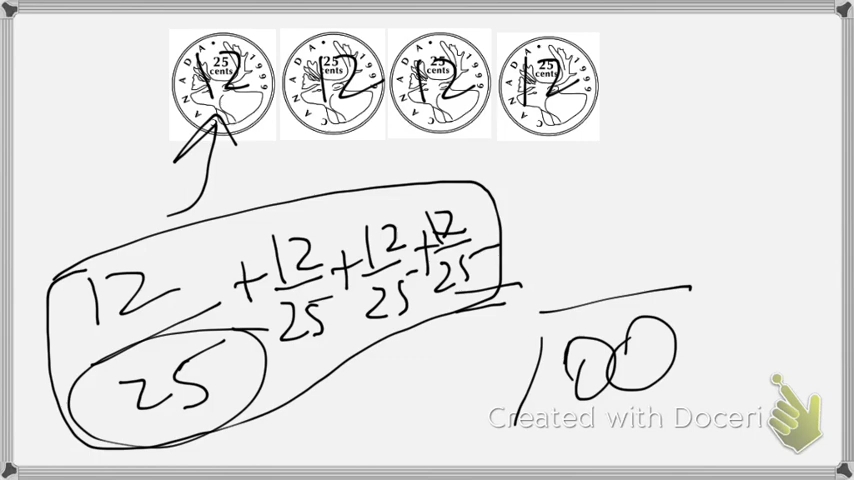 CANADA • 1999 25 cents 12
CANADA • 1999 25 cents 12
CANADA • 1999 25 cents 12
CANADA • 1999 25 cents 12
12/25 + 12/25 + 12/25 + 12/25 =
/100
Created with Doceri